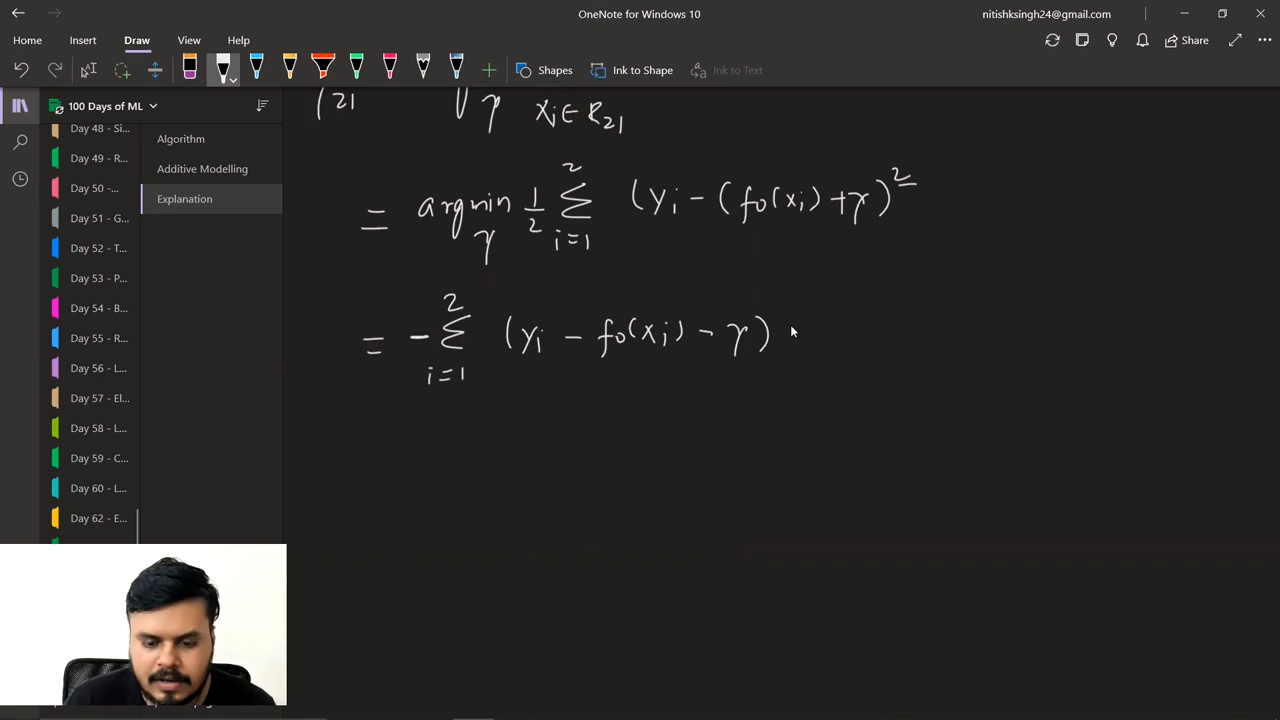 OneNote for Windows 10
nitishksingh24@gmail.com
Home Insert Draw View Help
Share
Shapes Ink to Shape Ink to Text
100 Days of ML
Day 48 - Si...
Day 49 - R...
Day 50 -...
Day 51 - G...
Day 52 - T...
Day 53 - P...
Day 54 - B...
Day 55 - R...
Day 56 - L...
Day 57 - El...
Day 58 - L...
Day 59 - C...
Day 60 - L...
Day 62 - E...
Algorithm
Additive Modelling
Explanation
21 γ xi ∈ R21
= argmin γ 1/2 Σ i=1 2 (yi - (f0(xi) + γ)2
= - Σ i=1 2 (yi - f0(xi) - γ)